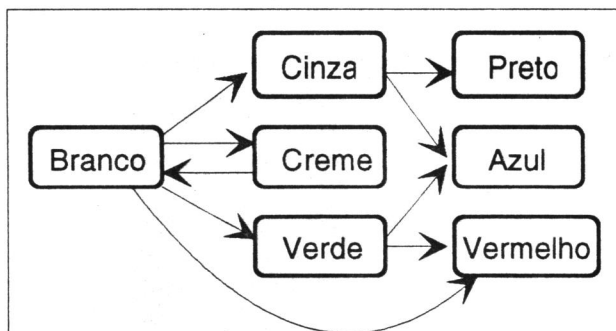 Cinza
Preto
Branco
Creme
Azul
Verde
Vermelho